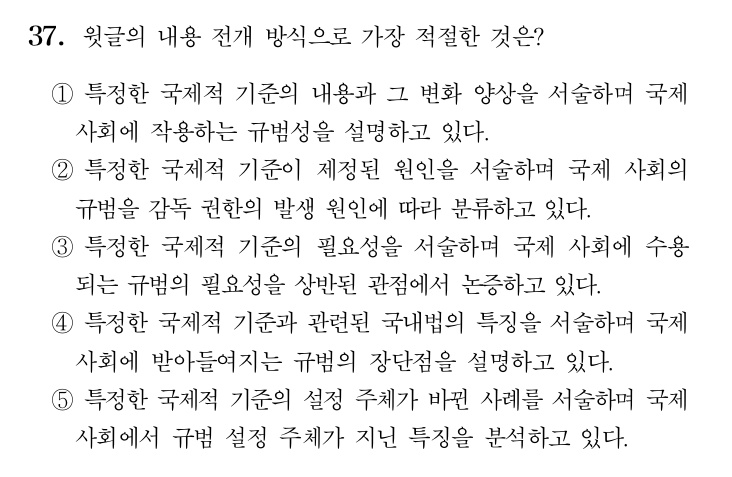 37. 윗글의 내용 전개 방식으로 가장 적절한 것은?
① 특정한 국제적 기준의 내용과 그 변화 양상을 서술하며 국제
사회에 작용하는 규범성을 설명하고 있다.
② 특정한 국제적 기준이 제정된 원인을 서술하며 국제 사회의
규범을 감독 권한의 발생 원인에 따라 분류하고 있다.
③ 특정한 국제적 기준의 필요성을 서술하며 국제 사회에 수용
되는 규범의 필요성을 상반된 관점에서 논증하고 있다.
④ 특정한 국제적 기준과 관련된 국내법의 특징을 서술하며 국제
사회에 받아들여지는 규범의 장단점을 설명하고 있다.
⑤ 특정한 국제적 기준의 설정 주체가 바뀐 사례를 서술하며 국제
사회에서 규범 설정 주체가 지닌 특징을 분석하고 있다.